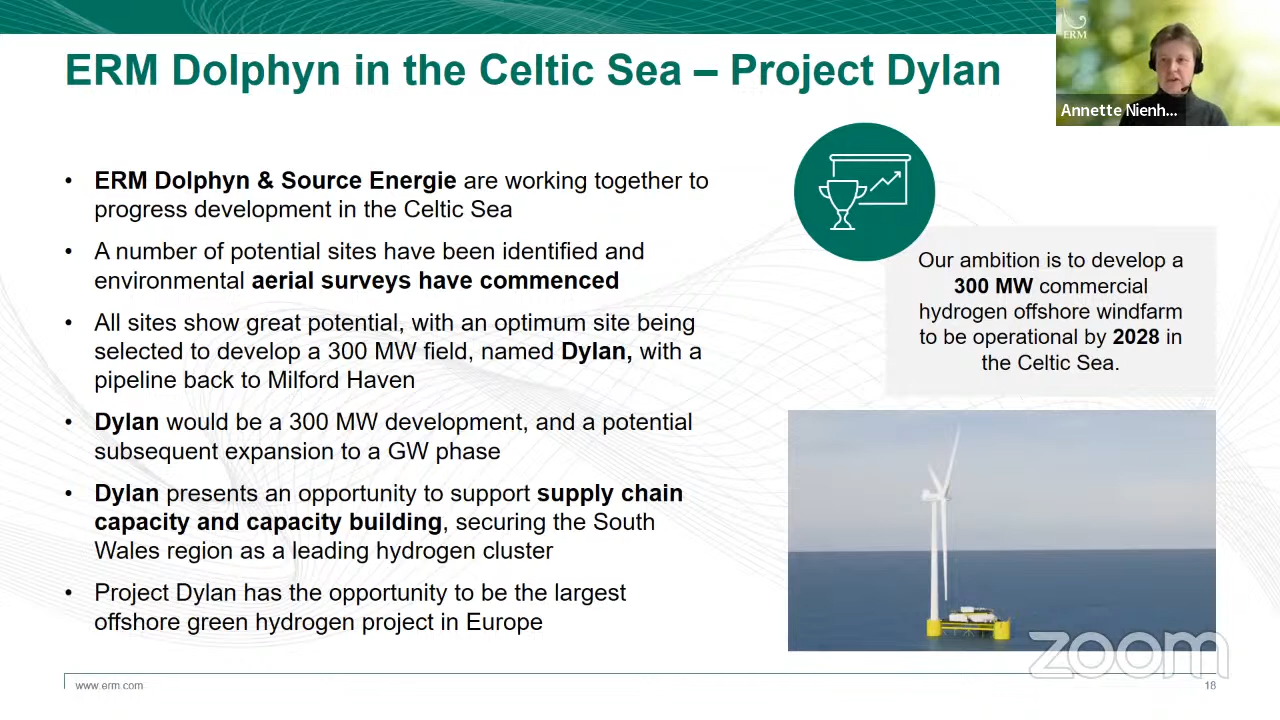 ERM Dolphyn in the Celtic Sea – Project Dylan
ERM
Annette Nienh...
• ERM Dolphyn & Source Energie are working together to
progress development in the Celtic Sea
• A number of potential sites have been identified and
environmental aerial surveys have commenced
• All sites show great potential, with an optimum site being
selected to develop a 300 MW field, named Dylan, with a
pipeline back to Milford Haven
• Dylan would be a 300 MW development, and a potential
subsequent expansion to a GW phase
• Dylan presents an opportunity to support supply chain
capacity and capacity building, securing the South
Wales region as a leading hydrogen cluster
• Project Dylan has the opportunity to be the largest
offshore green hydrogen project in Europe
Our ambition is to develop a
300 MW commercial
hydrogen offshore windfarm
to be operational by 2028 in
the Celtic Sea.
zoom
www.erm.com
18